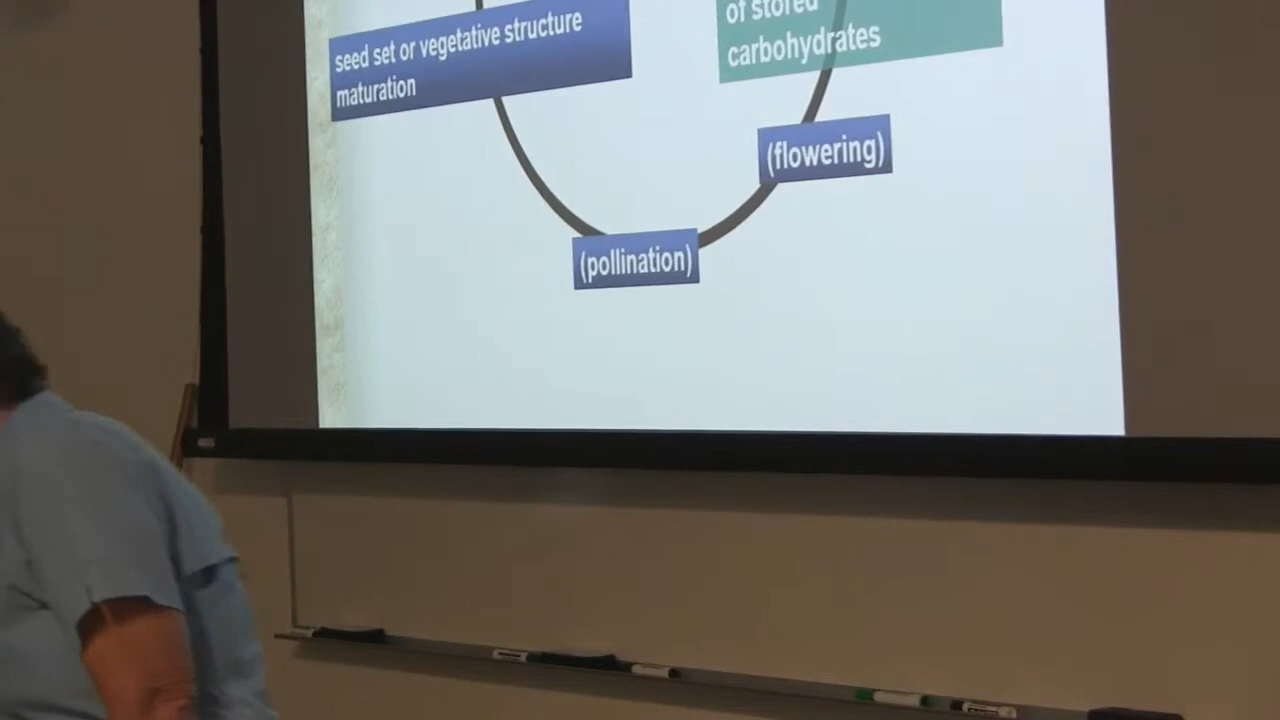 seed set or vegetative structure
maturation
of stored
carbohydrates
(flowering)
(pollination)